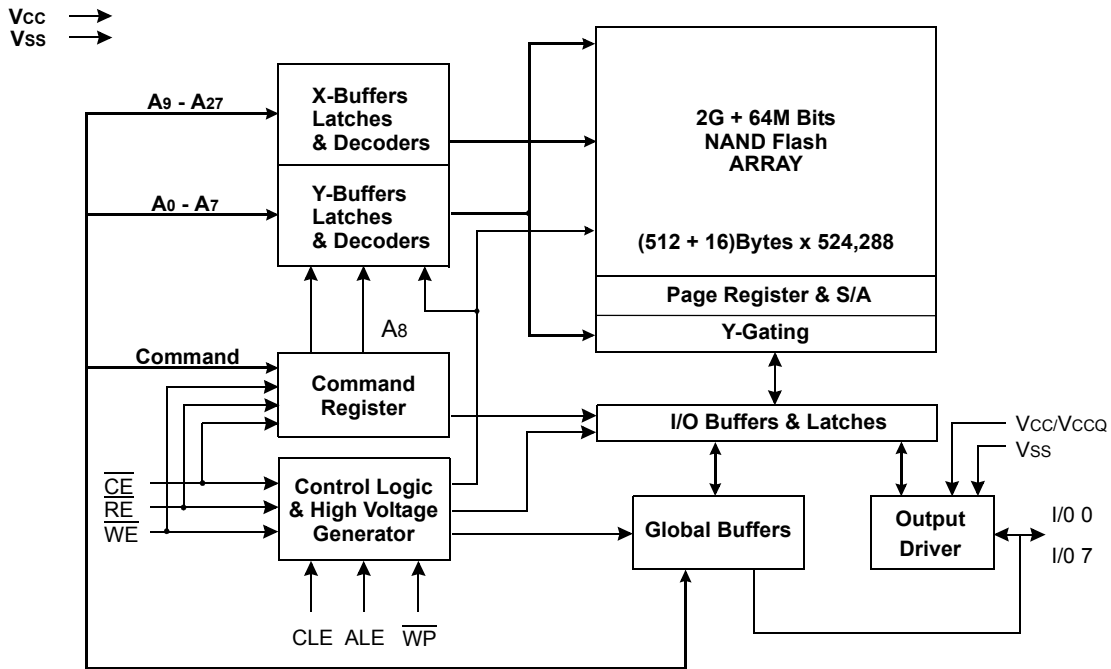 VCC
VSS
A9 - A27
X-Buffers
Latches
& Decoders
2G + 64M Bits
NAND Flash
ARRAY
A0 - A7
Y-Buffers
Latches
& Decoders
(512 + 16)Bytes x 524,288
Page Register & S/A
Y-Gating
A8
Command
Command
Register
I/O Buffers & Latches
VCC/VCCQ
VSS
CE
RE
WE
Control Logic
& High Voltage
Generator
Global Buffers
Output
Driver
I/0 0
I/0 7
CLE
ALE
WP